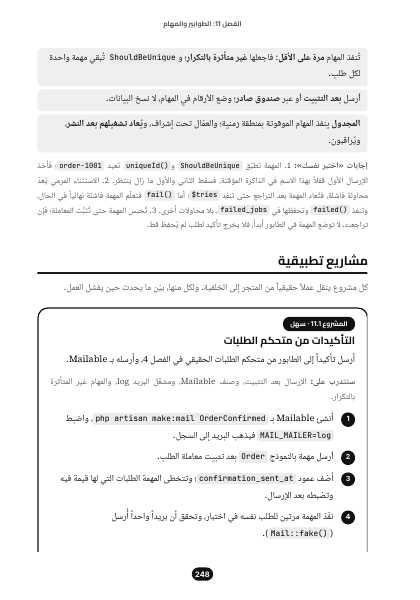 الفصل 11: الطوابير والمهام
تُنفذ المهام مرة على الأقل: فاجعلها غير متأثرة بالتكرار؛ و ShouldBeUnique تُبقي مهمة واحدة
لكل طلب.
أرسل بعد التثبيت أو عبر صندوق صادر؛ وضع الأرقام في المهام، لا نسخ البيانات.
المجدول ينفذ المهام الموقوتة بمنطقة زمنية؛ والعمّال تحت إشراف، ويُعاد تشغيلهم بعد النشر،
ويُراقبون.
إجابات «اختبر نفسك»: 1. المهمة تطبّق ShouldBeUnique و uniqueId() تعيد order-1001؛ فأخذ
الإرسال الأول قفلاً بهذا الاسم في الذاكرة المؤقتة، فسقط الثاني والأول ما زال ينتظر. 2. الاستثناء المرمي يُعدّ
محاولة فاشلة، فتُعاد المهمة بعد التراجع حتى تنفد $tries؛ أما fail() فتعلّم المهمة فاشلة نهائياً في الحال،
وتنفذ failed() وتحفظها في failed_jobs، بلا محاولات أخرى. 3. تُحبس المهمة حتى تُثبَّت المعاملة؛ فإن
تراجعت، لا توضع المهمة في الطابور أبداً، فلا يخرج تأكيد لطلب لم يُحفظ قط.
مشاريع تطبيقية
كل مشروع ينقل عملاً حقيقياً من المتجر إلى الخلفية. ولكل منها، بيّن ما يحدث حين يفشل العمل.
المشروع 11.1 · سهل
التأكيدات من متحكم الطلبات
أرسل تأكيداً إلى الطابور من متحكم الطلبات الحقيقي في الفصل 4، وأرسله بـ Mailable.
ستتدرب على: الإرسال بعد التثبيت، وصنف Mailable، ومشغّل البريد log، والمهام غير المتأثرة
بالتكرار.
1 أنشئ Mailable بـ php artisan make:mail OrderConfirmed، واضبط
MAIL_MAILER=log فيذهب البريد إلى السجل.
2 أرسل مهمة بالنموذج Order بعد تثبيت معاملة الطلب.
3 أضف عمود confirmation_sent_at؛ وتتخطى المهمة الطلبات التي لها قيمة فيه
وتضبطه بعد الإرسال.
4 نفّذ المهمة مرتين للطلب نفسه في اختبار، وتحقق أن بريداً واحداً أُرسل
(Mail::fake()).
248